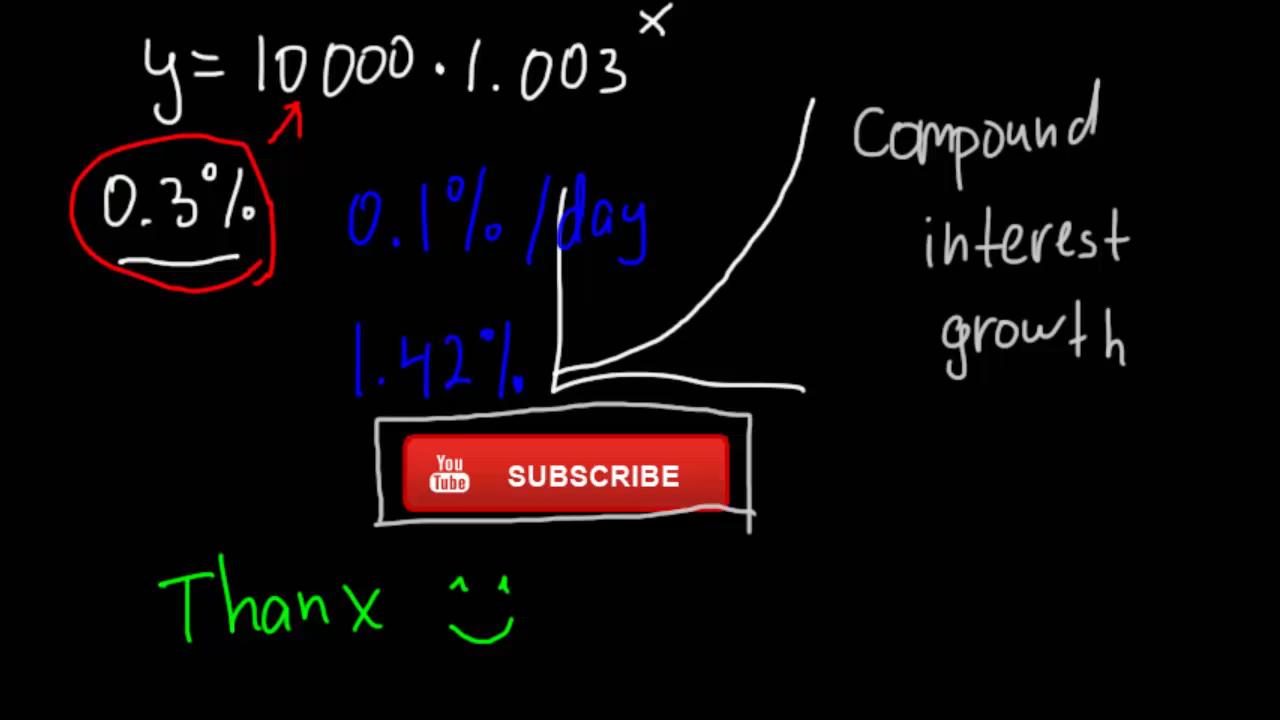 y = 10000 · 1.003^x
0.3%
0.1% / day
1.42%
Compound
interest
growth
You
Tube
SUBSCRIBE
Thanx